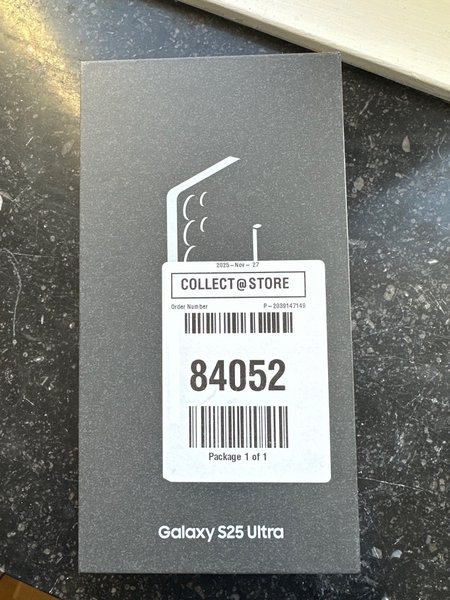 2025-Nov-27
COLLECT@STORE
Order Number P-2039147149
84052
Package 1 of 1
Galaxy S25 Ultra